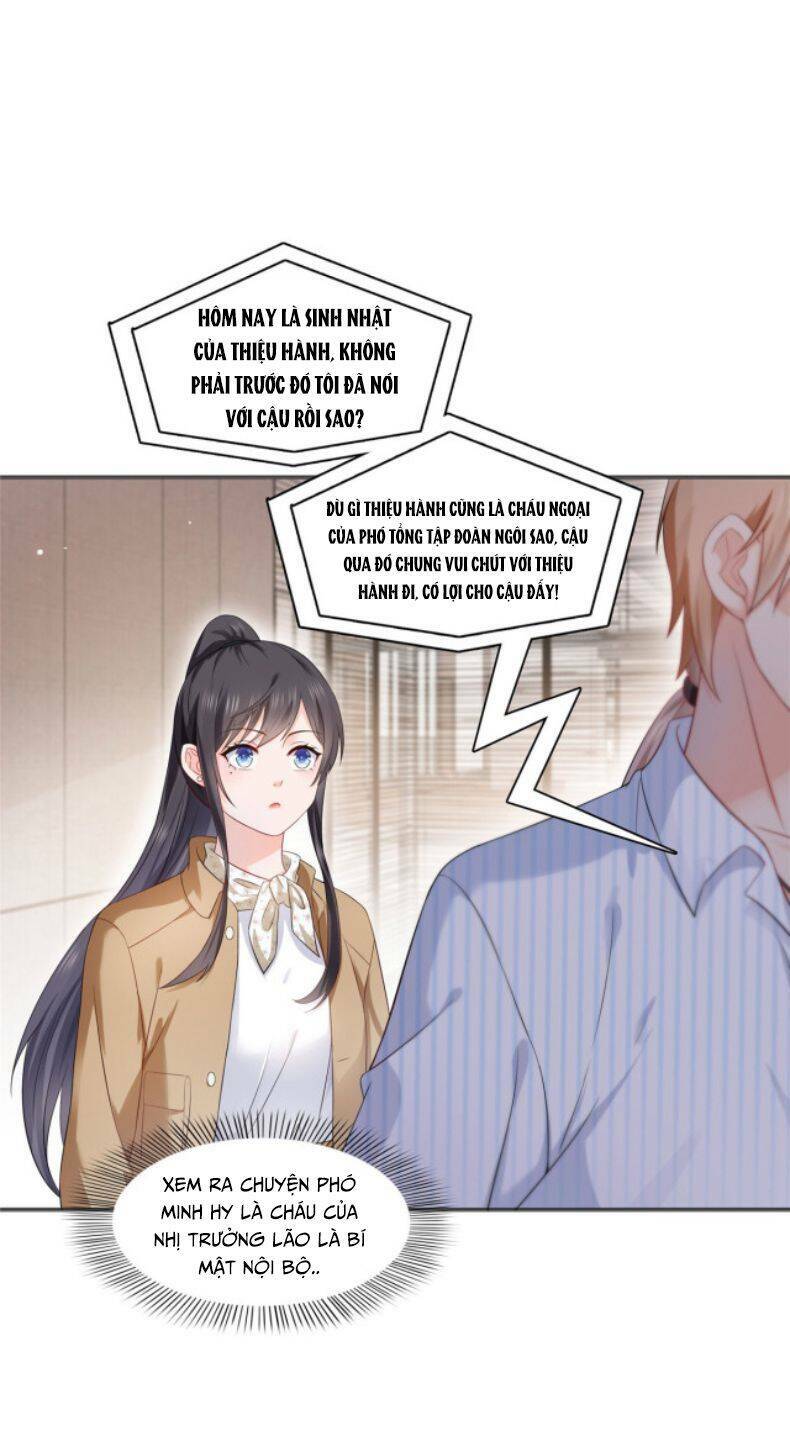 HÔM NAY LÀ SINH NHẬT
CỦA THIỆU HÀNH, KHÔNG
PHẢI TRƯỚC ĐÓ TÔI ĐÃ NÓI
VỚI CẬU RỒI SAO?
DÙ GÌ THIỆU HÀNH CŨNG LÀ CHÁU NGOẠI
CỦA PHÓ TỔNG TẬP ĐOÀN NGÔI SAO, CẬU
QUA ĐÓ CHUNG VUI CHÚT VỚI THIỆU
HÀNH ĐI, CÓ LỢI CHO CẬU ĐẤY!
XEM RA CHUYỆN PHÓ
MINH HY LÀ CHÁU CỦA
NHỊ TRƯỞNG LÃO LÀ BÍ
MẬT NỘI BỘ..